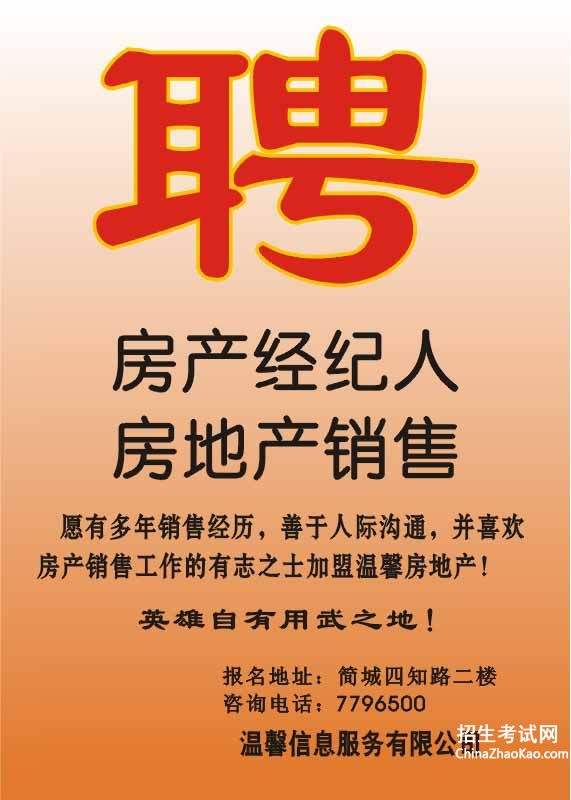 聘
房产经纪人
房地产销售
愿有多年销售经历，善于人际沟通，并喜欢
房产销售工作的有志之士加盟温馨房地产！
英雄自有用武之地！
报名地址：简城四知路二楼
咨询电话：7796500
温馨信息服务有限公司
招生考试网
ChinaZhaoKao.com